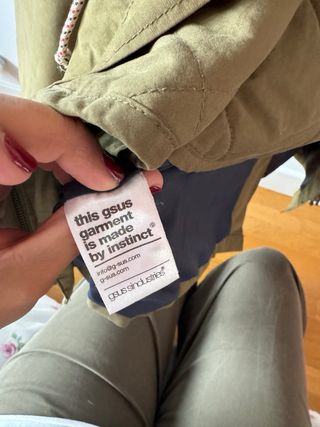 this gsus
garment
is made
by instinct®
info@g-sus.com
g-sus.com
gsus sindustries®